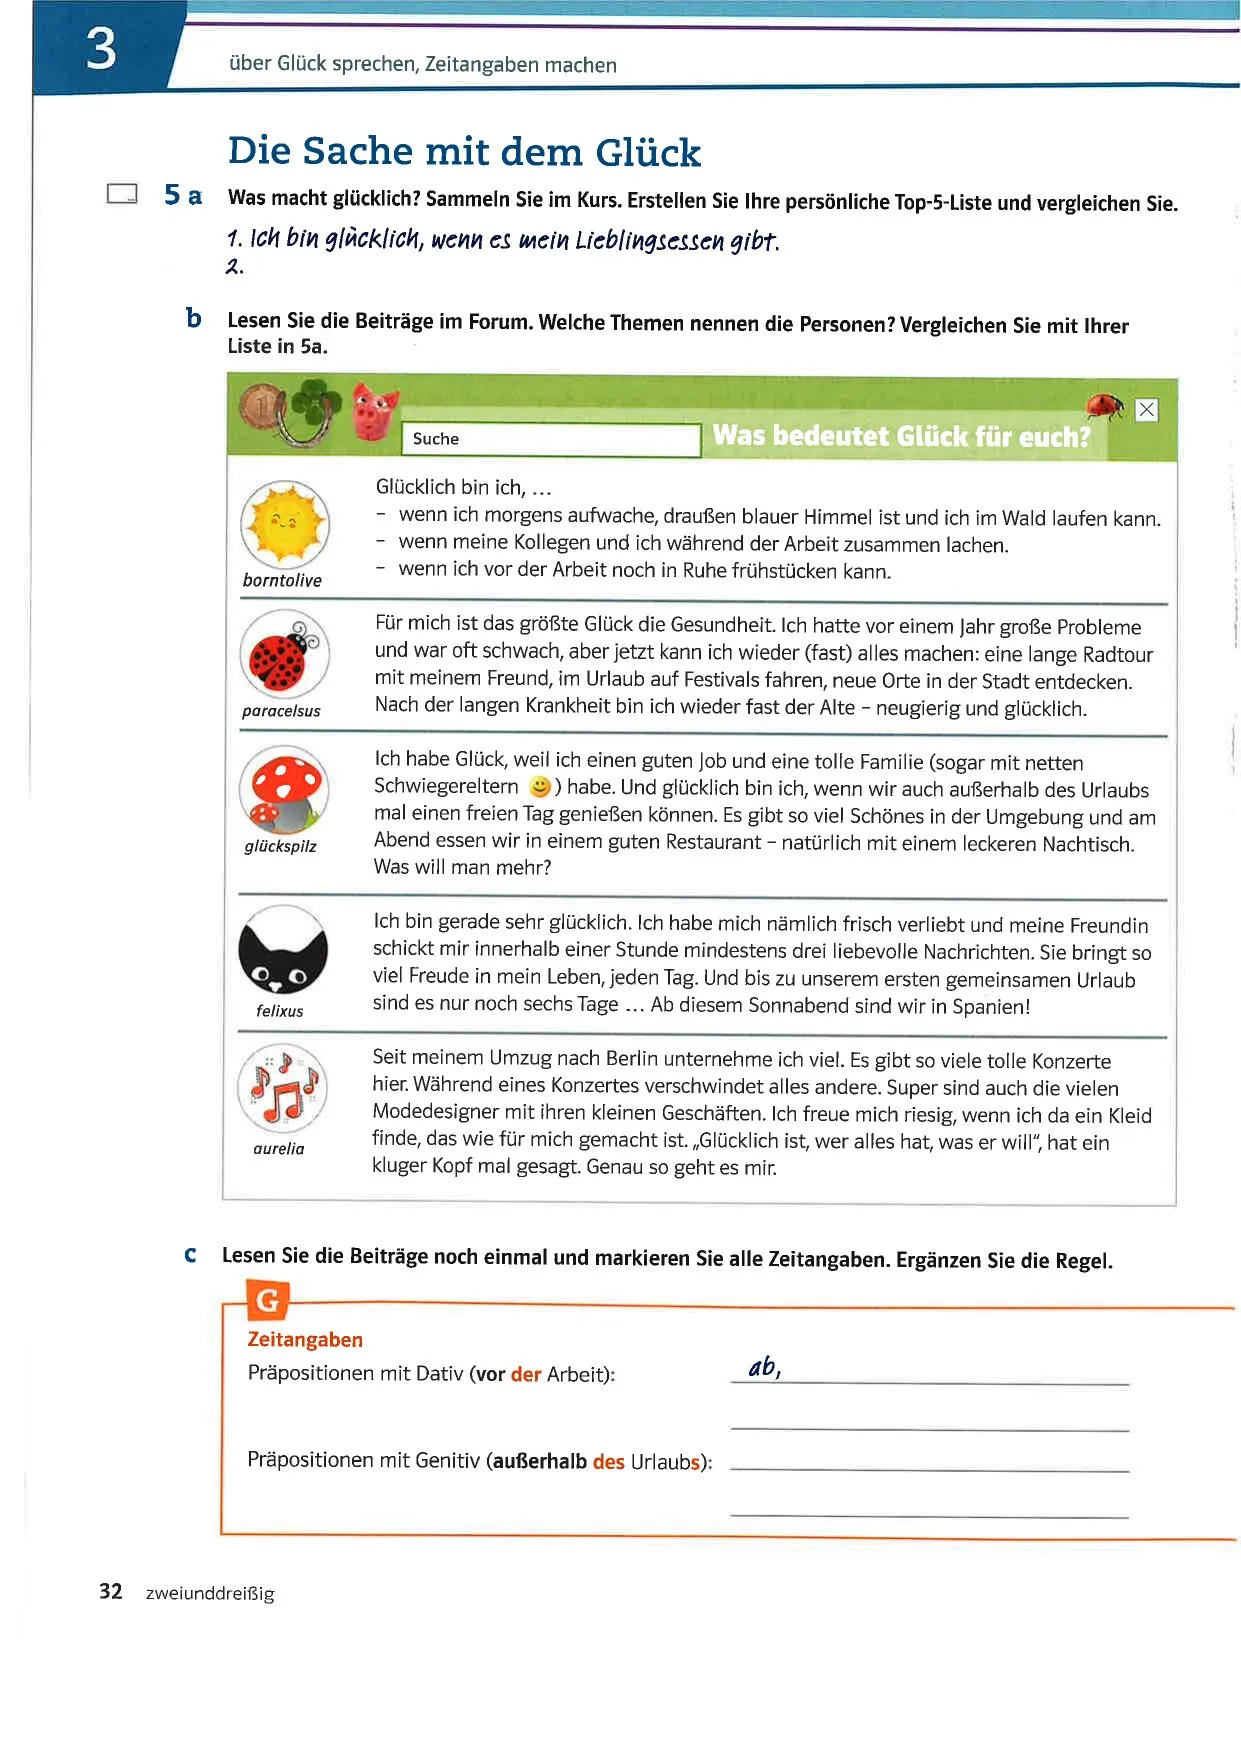 3
über Glück sprechen, Zeitangaben machen
Die Sache mit dem Glück
5 a Was macht glücklich? Sammeln Sie im Kurs. Erstellen Sie Ihre persönliche Top-5-Liste und vergleichen Sie.
1. Ich bin glücklich, wenn es mein Lieblingsessen gibt.
2.
b Lesen Sie die Beiträge im Forum. Welche Themen nennen die Personen? Vergleichen Sie mit Ihrer
Liste in 5a.
Suche
Was bedeutet Glück für euch?
Glücklich bin ich, ...
– wenn ich morgens aufwache, draußen blauer Himmel ist und ich im Wald laufen kann.
– wenn meine Kollegen und ich während der Arbeit zusammen lachen.
– wenn ich vor der Arbeit noch in Ruhe frühstücken kann.
borntolive
Für mich ist das größte Glück die Gesundheit. Ich hatte vor einem Jahr große Probleme
und war oft schwach, aber jetzt kann ich wieder (fast) alles machen: eine lange Radtour
mit meinem Freund, im Urlaub auf Festivals fahren, neue Orte in der Stadt entdecken.
Nach der langen Krankheit bin ich wieder fast der Alte – neugierig und glücklich.
paracelsus
Ich habe Glück, weil ich einen guten Job und eine tolle Familie (sogar mit netten
Schwiegereltern 🙂) habe. Und glücklich bin ich, wenn wir auch außerhalb des Urlaubs
mal einen freien Tag genießen können. Es gibt so viel Schönes in der Umgebung und am
Abend essen wir in einem guten Restaurant – natürlich mit einem leckeren Nachtisch.
Was will man mehr?
glückspilz
Ich bin gerade sehr glücklich. Ich habe mich nämlich frisch verliebt und meine Freundin
schickt mir innerhalb einer Stunde mindestens drei liebevolle Nachrichten. Sie bringt so
viel Freude in mein Leben, jeden Tag. Und bis zu unserem ersten gemeinsamen Urlaub
sind es nur noch sechs Tage ... Ab diesem Sonnabend sind wir in Spanien!
felixus
Seit meinem Umzug nach Berlin unternehme ich viel. Es gibt so viele tolle Konzerte
hier. Während eines Konzertes verschwindet alles andere. Super sind auch die vielen
Modedesigner mit ihren kleinen Geschäften. Ich freue mich riesig, wenn ich da ein Kleid
finde, das wie für mich gemacht ist. „Glücklich ist, wer alles hat, was er will“, hat ein
kluger Kopf mal gesagt. Genau so geht es mir.
aurelia
c Lesen Sie die Beiträge noch einmal und markieren Sie alle Zeitangaben. Ergänzen Sie die Regel.
G
Zeitangaben
Präpositionen mit Dativ (vor der Arbeit): ab,
Präpositionen mit Genitiv (außerhalb des Urlaubs):
32 zweiunddreißig